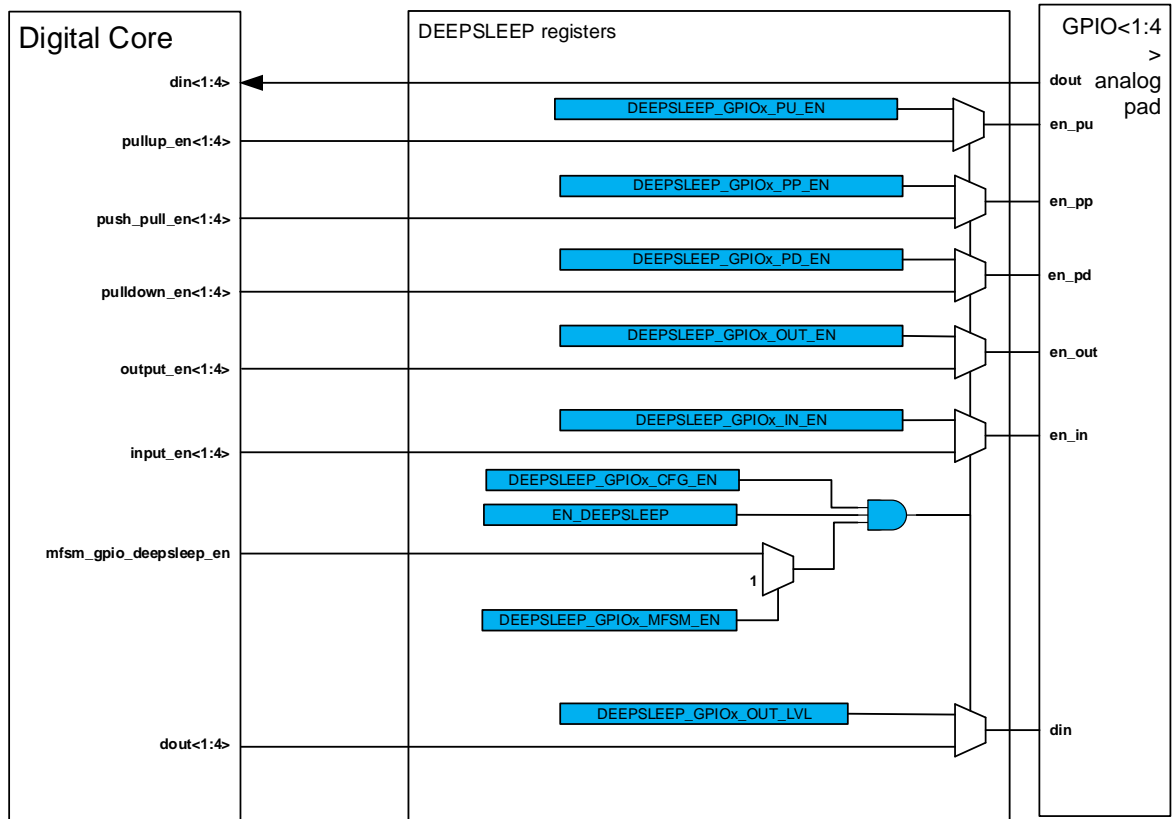 Digital Core
DEEPSLEEP registers
GPIO<1:4
>
analog
pad
din<1:4>
dout
DEEPSLEEP_GPIOx_PU_EN
en_pu
pullup_en<1:4>
DEEPSLEEP_GPIOx_PP_EN
en_pp
push_pull_en<1:4>
DEEPSLEEP_GPIOx_PD_EN
en_pd
pulldown_en<1:4>
DEEPSLEEP_GPIOx_OUT_EN
en_out
output_en<1:4>
DEEPSLEEP_GPIOx_IN_EN
en_in
input_en<1:4>
DEEPSLEEP_GPIOx_CFG_EN
EN_DEEPSLEEP
mfsm_gpio_deepsleep_en
1
DEEPSLEEP_GPIOx_MFSM_EN
DEEPSLEEP_GPIOx_OUT_LVL
din
dout<1:4>